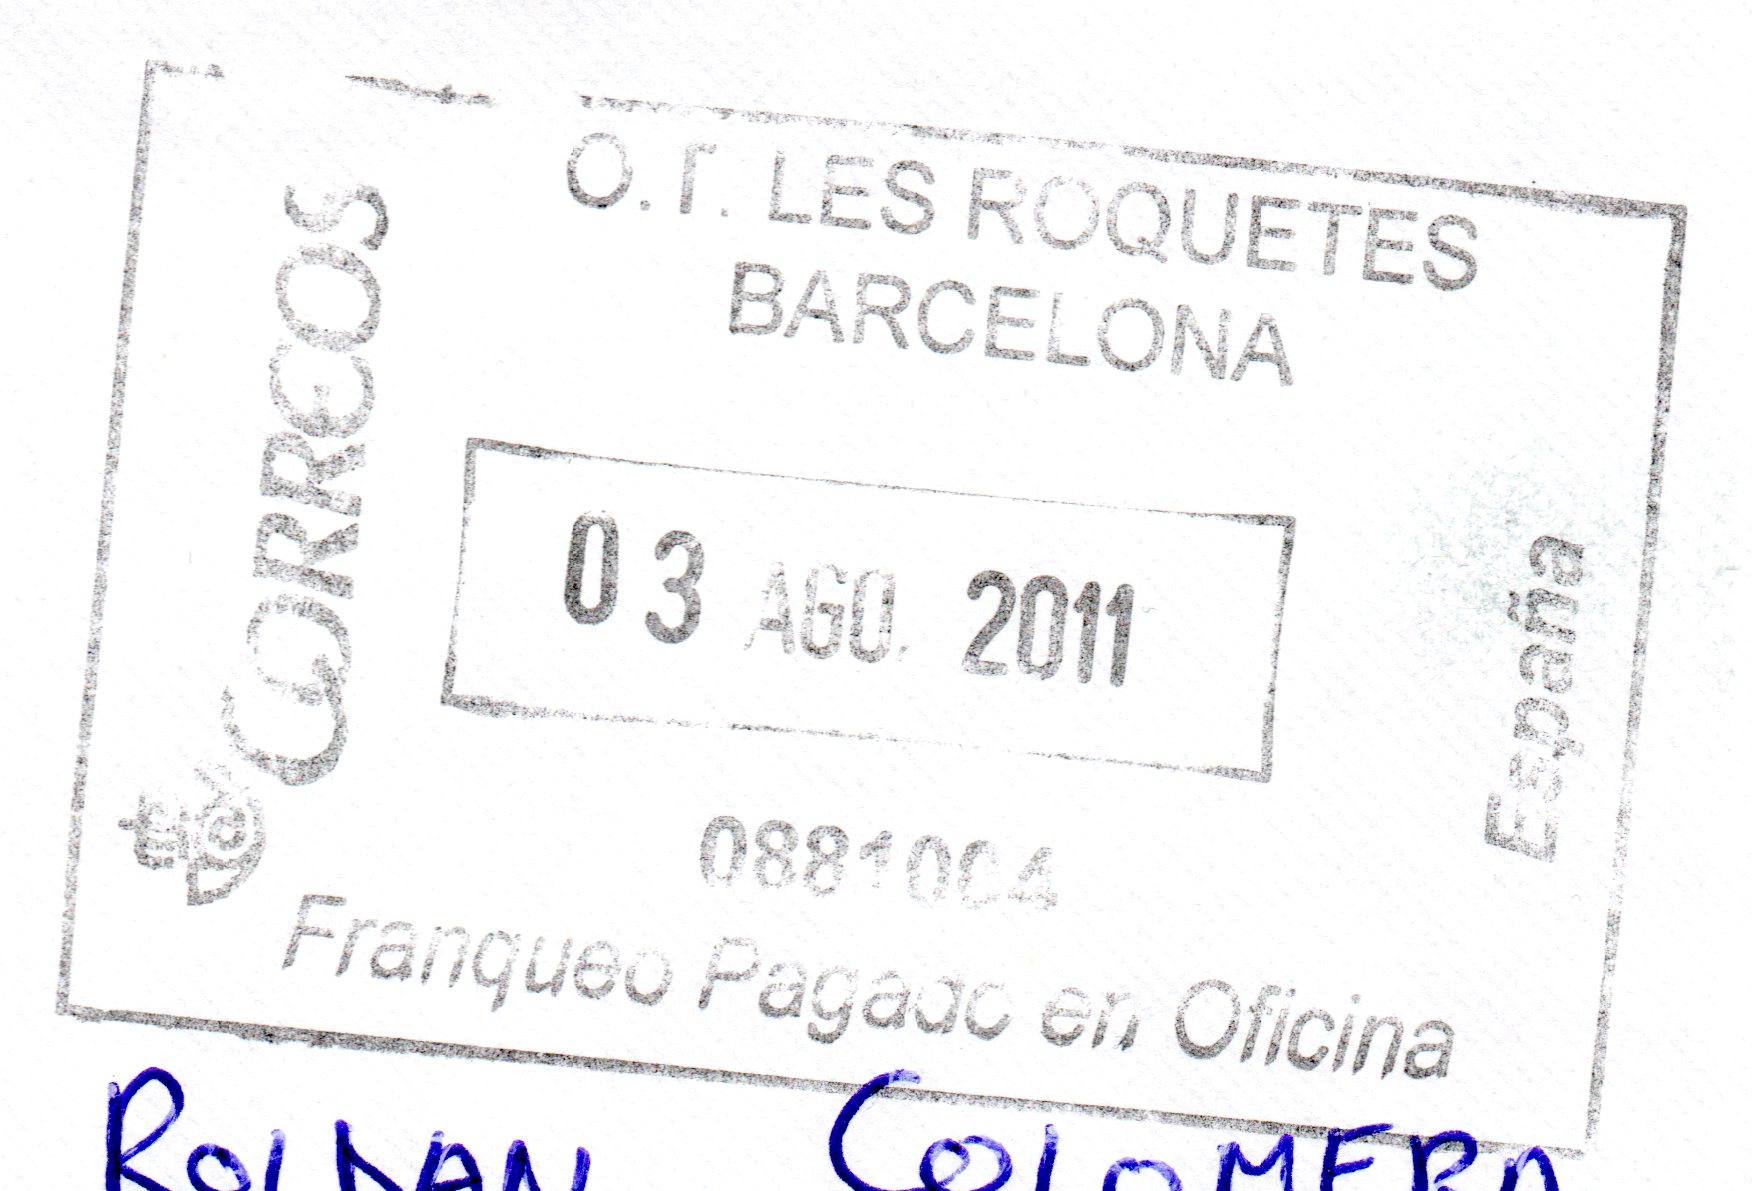 O.T. LES ROQUETES
BARCELONA
CORREOS
03 AGO. 2011
España
0881004
Franqueo Pagado en Oficina
ROLDAN COLOMERA